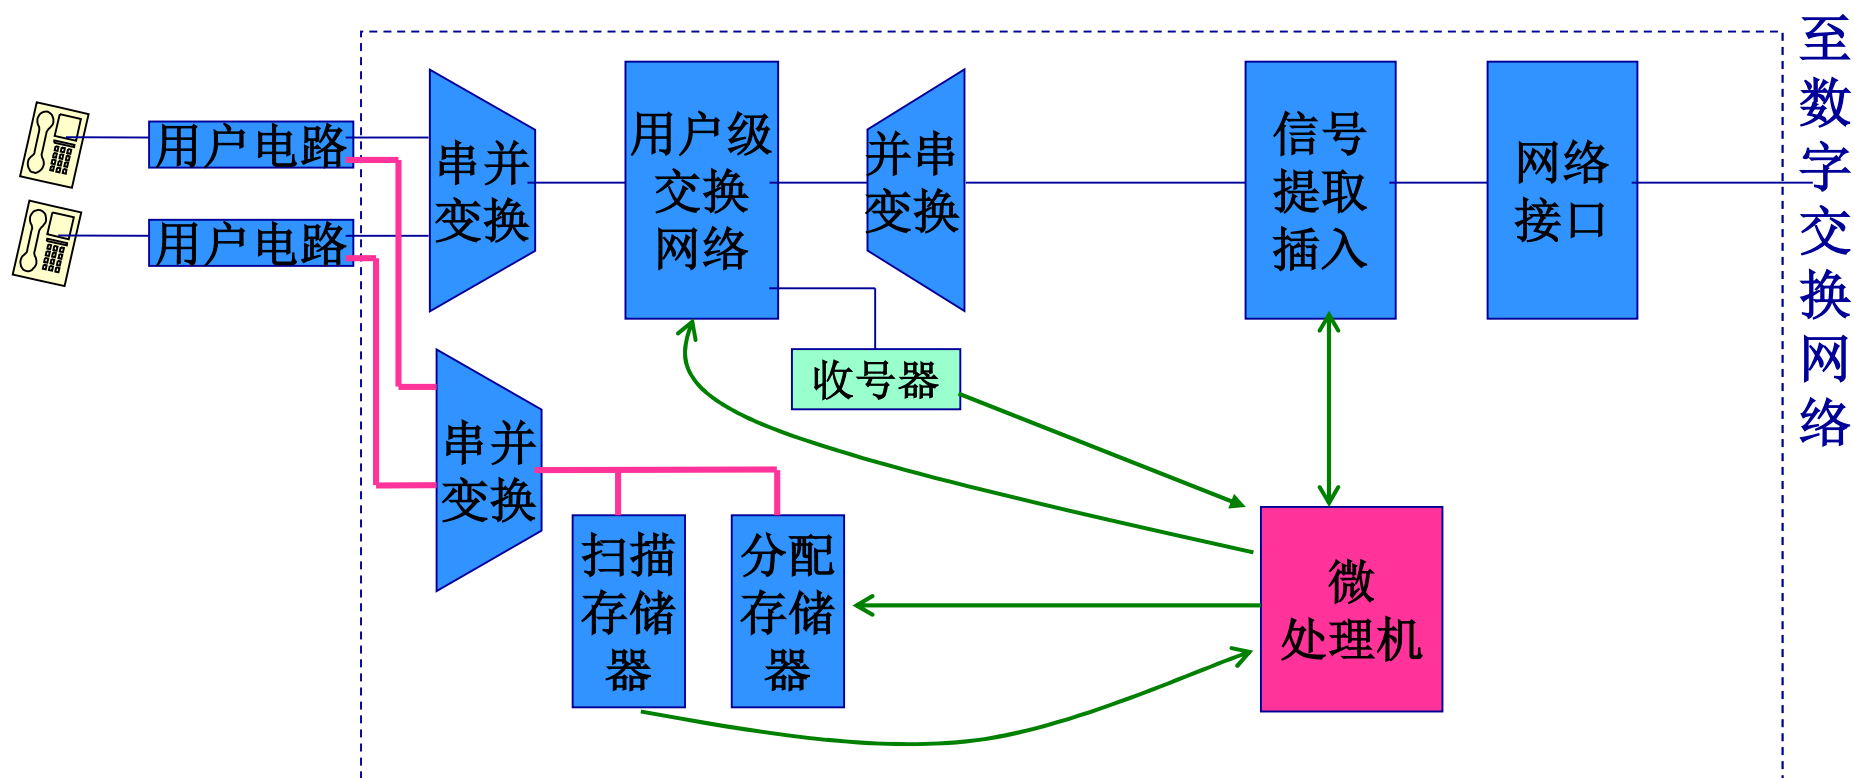 用户电路
用户电路
串并
变换
用户级
交换
网络
并串
变换
信号
提取
插入
网络
接口
至
数
字
交
换
网
络
收号器
串并
变换
扫描
存储
器
分配
存储
器
微
处理机